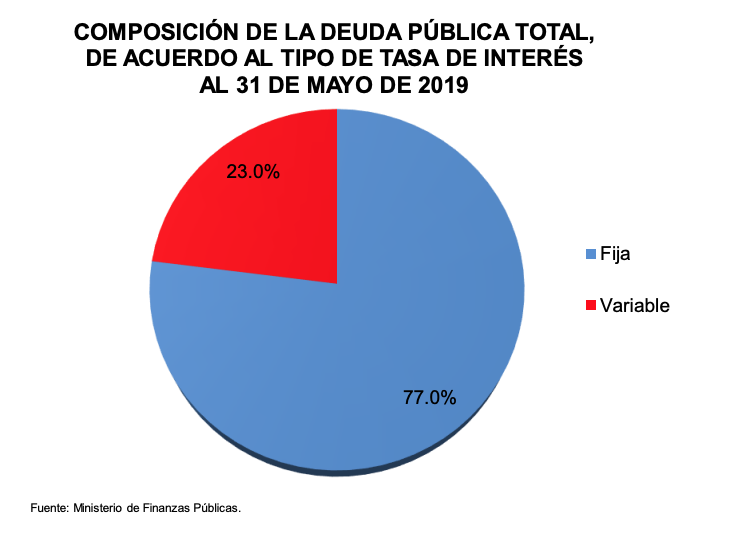 COMPOSICIÓN DE LA DEUDA PÚBLICA TOTAL,
DE ACUERDO AL TIPO DE TASA DE INTERÉS
AL 31 DE MAYO DE 2019
23.0%
Fija
Variable
77.0%
Fuente: Ministerio de Finanzas Públicas.